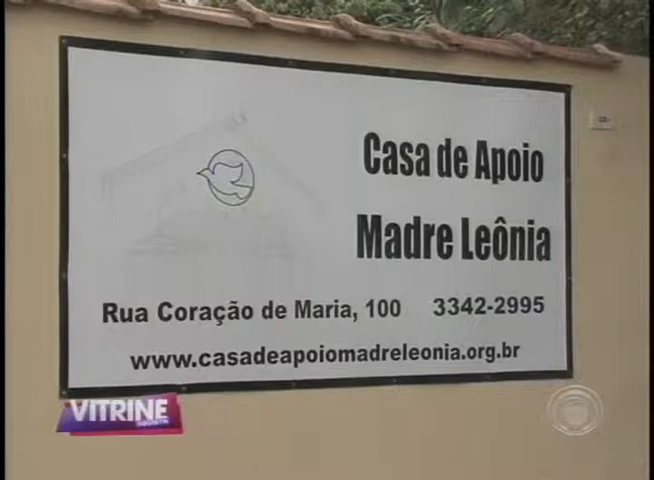 Casa de Apoio
Madre Leônia
Rua Coração de Maria, 100 3342-2995
www.casadeapoiomadreleonia.org.br
VITRINE